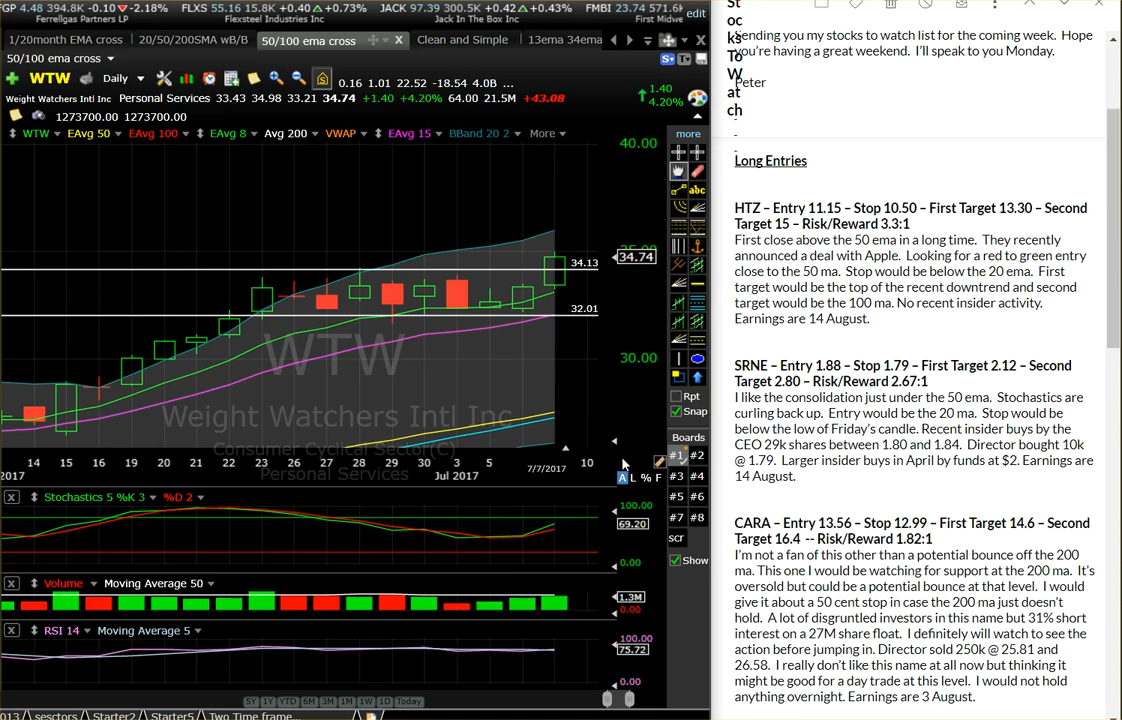 FGP 4.48 394.8K -0.10 -2.18% FLXS 55.16 15.8K +0.40 +0.73% JACK 97.39 300.5K +0.42 +0.43% FMBI 23.74 571.6K edit
Ferrellgas Partners LP Flexsteel Industries Inc Jack In The Box Inc First Midwe
1/20month EMA cross 20/50/200SMA wB/B 50/100 ema cross Clean and Simple 13ema 34ema
50/100 ema cross
WTW Daily 0.16 1.01 22.52 -18.54 4.0B ...
Weight Watchers Intl Inc Personal Services 33.43 34.98 33.21 34.74 +1.40 +4.20% 64.00 21.5M +43.08
1.40
4.20%
1273700.00 1273700.00
WTW EAvg 50 EAvg 100 EAvg 8 Avg 200 VWAP EAvg 15 BBand 20 2 More
more
40.00
abc
34.74
34.13
32.01
30.00
WTW
Weight Watchers Intl Inc
Consumer Cyclical Sector(C)
Personal Services
Rpt
Snap
Boards
#1 #2
#3 #4
#5 #6
#7 #8
scr
Show
14 15 16 19 20 21 22 23 26 27 28 29 30 3 5 7/7/2017 10
2017 Jul 2017
A L % F
Stochastics 5 %K 3 %D 2
100.00
69.20
0.00
Volume Moving Average 50
1.3M
0.00
RSI 14 Moving Average 5
100.00
75.72
0.00
5Y 1Y YTD 6M 3M 1M 1W 1D Today
013 sesctors Starter2 Starter5 Two Time frame...
St
oc
ks
To
W
at
ch
-
-
Sending you my stocks to watch list for the coming week. Hope
you're having a great weekend. I'll speak to you Monday.
Peter
Long Entries
HTZ – Entry 11.15 – Stop 10.50 – First Target 13.30 – Second
Target 15 – Risk/Reward 3.3:1
First close above the 50 ema in a long time. They recently
announced a deal with Apple. Looking for a red to green entry
close to the 50 ma. Stop would be below the 20 ema. First
target would be the top of the recent downtrend and second
target would be the 100 ma. No recent insider activity.
Earnings are 14 August.
SRNE – Entry 1.88 – Stop 1.79 – First Target 2.12 – Second
Target 2.80 – Risk/Reward 2.67:1
I like the consolidation just under the 50 ema. Stochastics are
curling back up. Entry would be the 20 ma. Stop would be
below the low of Friday's candle. Recent insider buys by the
CEO 29k shares between 1.80 and 1.84. Director bought 10k
@ 1.79. Larger insider buys in April by funds at $2. Earnings are
14 August.
CARA – Entry 13.56 – Stop 12.99 – First Target 14.6 – Second
Target 16.4 -- Risk/Reward 1.82:1
I'm not a fan of this other than a potential bounce off the 200
ma. This one I would be watching for support at the 200 ma. It's
oversold but could be a potential bounce at that level. I would
give it about a 50 cent stop in case the 200 ma just doesn't
hold. A lot of disgruntled investors in this name but 31% short
interest on a 27M share float. I definitely will watch to see the
action before jumping in. Director sold 250k @ 25.81 and
26.58. I really don't like this name at all now but thinking it
might be good for a day trade at this level. I would not hold
anything overnight. Earnings are 3 August.